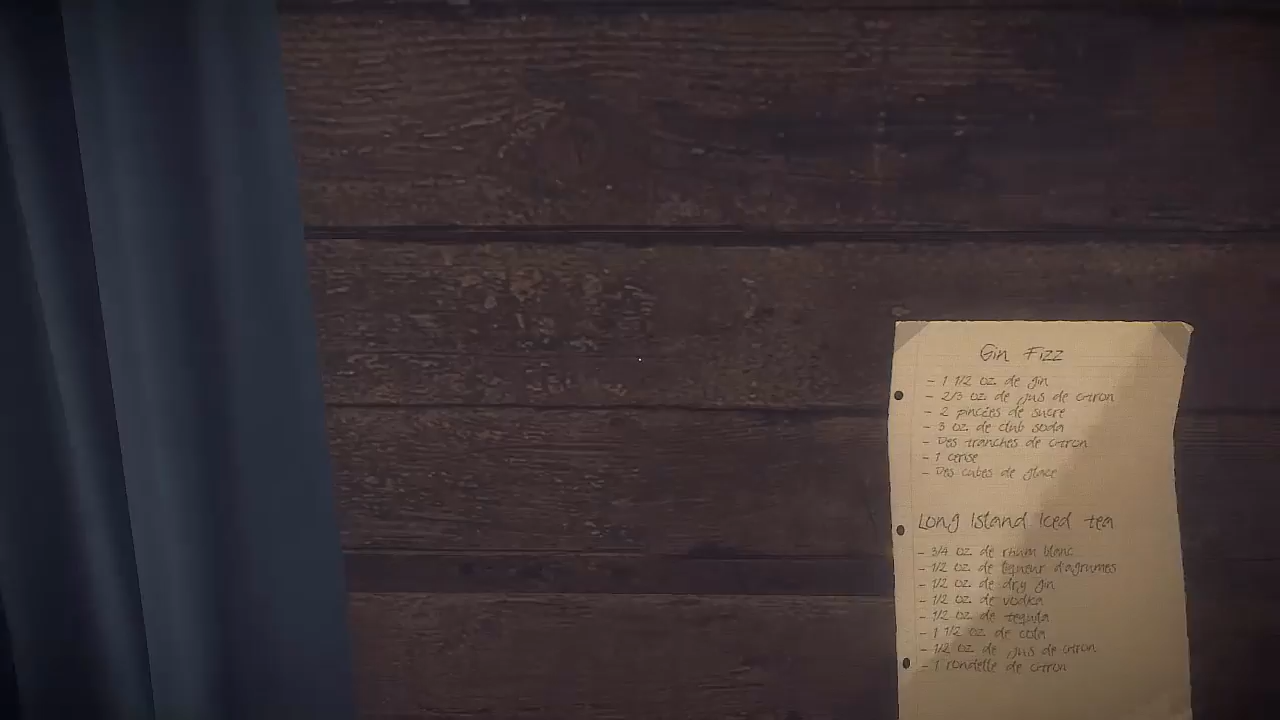 Gin Fizz
- 1 1/2 oz. de gin
- 2/3 oz. de jus de citron
- 2 pincées de sucre
- 3 oz. de club soda
- Des tranches de citron
- 1 cerise
- Des cubes de glace
Long Island Iced tea
- 3/4 oz. de rhum blanc
- 1/2 oz. de liqueur d'agrumes
- 1/2 oz. de dry gin
- 1/2 oz. de vodka
- 1/2 oz. de tequila
- 1 1/2 oz. de cola
- 1/2 oz. de jus de citron
- 1 rondelle de citron